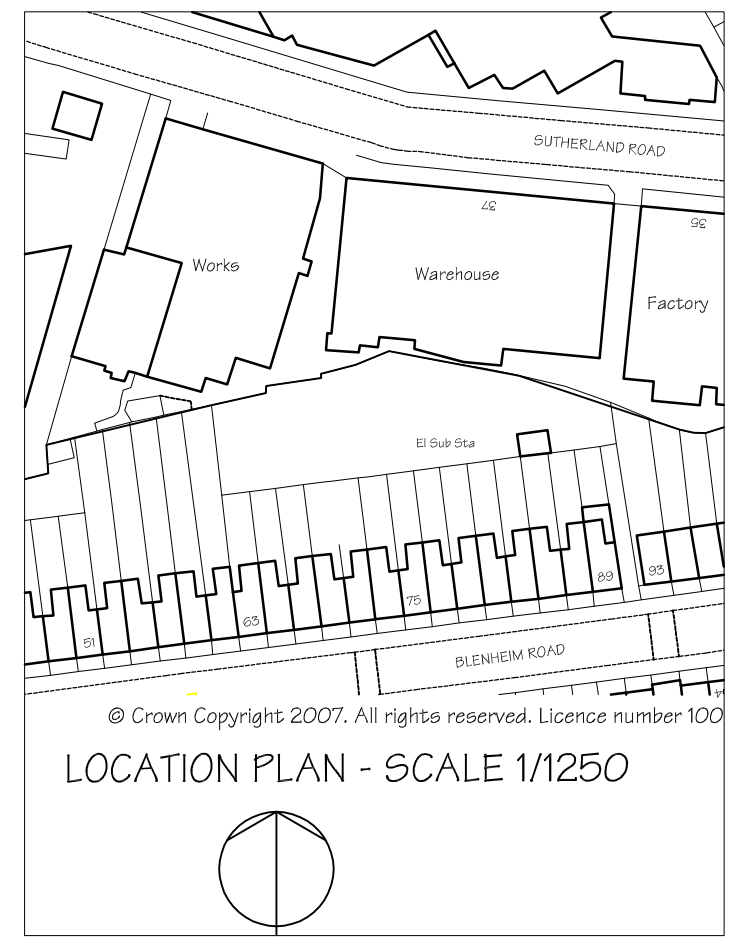 SUTHERLAND ROAD
37
35
Works
Warehouse
Factory
El Sub Sta
89
93
75
63
51
BLENHEIM ROAD
© Crown Copyright 2007. All rights reserved. Licence number 100
LOCATION PLAN - SCALE 1/1250